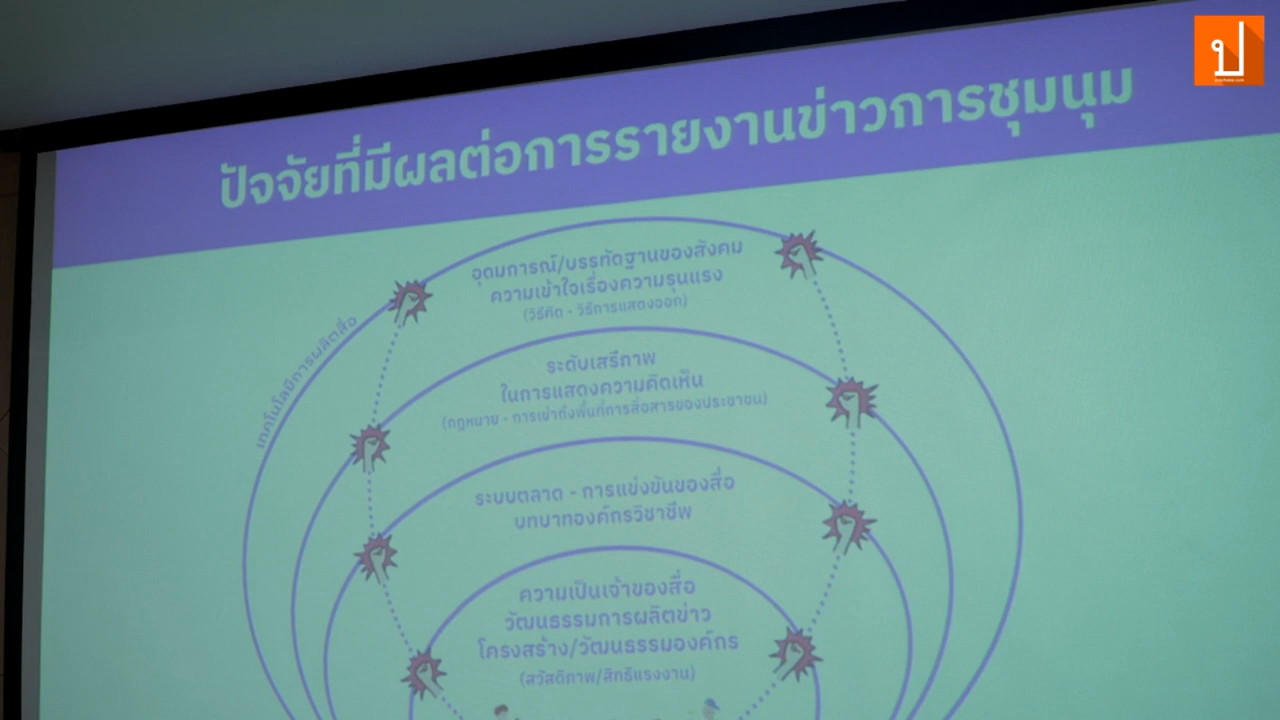 ป
ปัจจัยที่มีผลต่อการรายงานข่าวการชุมนุม
อุดมการณ์/บรรทัดฐานของสังคม
ความเข้าใจเรื่องความรุนแรง
(วิธีคิด - วิธีการแสดงออก)
เทคโนโลยีการผลิตสื่อ
ระดับเสรีภาพ
ในการแสดงความคิดเห็น
(กฎหมาย - การเข้าถึงพื้นที่การสื่อสารของประชาชน)
ระบบตลาด - การแข่งขันของสื่อ
บทบาทองค์กรวิชาชีพ
ความเป็นเจ้าของสื่อ
วัฒนธรรมการผลิตข่าว
โครงสร้าง/วัฒนธรรมองค์กร
(สวัสดิภาพ/สิทธิแรงงาน)